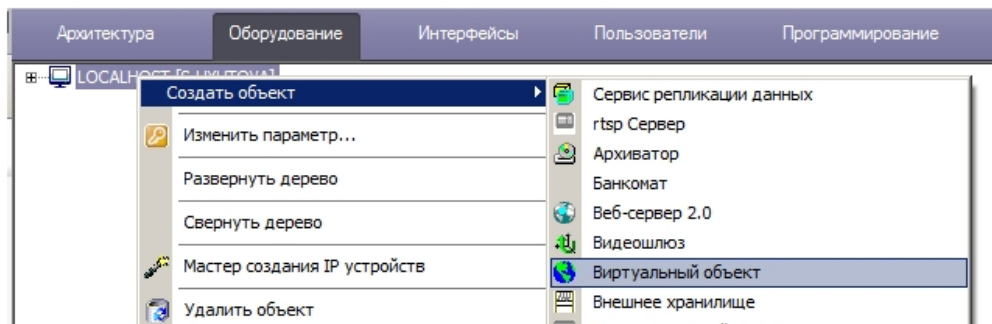 Архитектура Оборудование Интерфейсы Пользователи Программирование
LOCALHOST
Создать объект
Изменить параметр...
Развернуть дерево
Свернуть дерево
Мастер создания IP устройств
Удалить объект
Сервис репликации данных
rtsp Сервер
Архиватор
Банкомат
Веб-сервер 2.0
Видеошлюз
Виртуальный объект
Внешнее хранилище